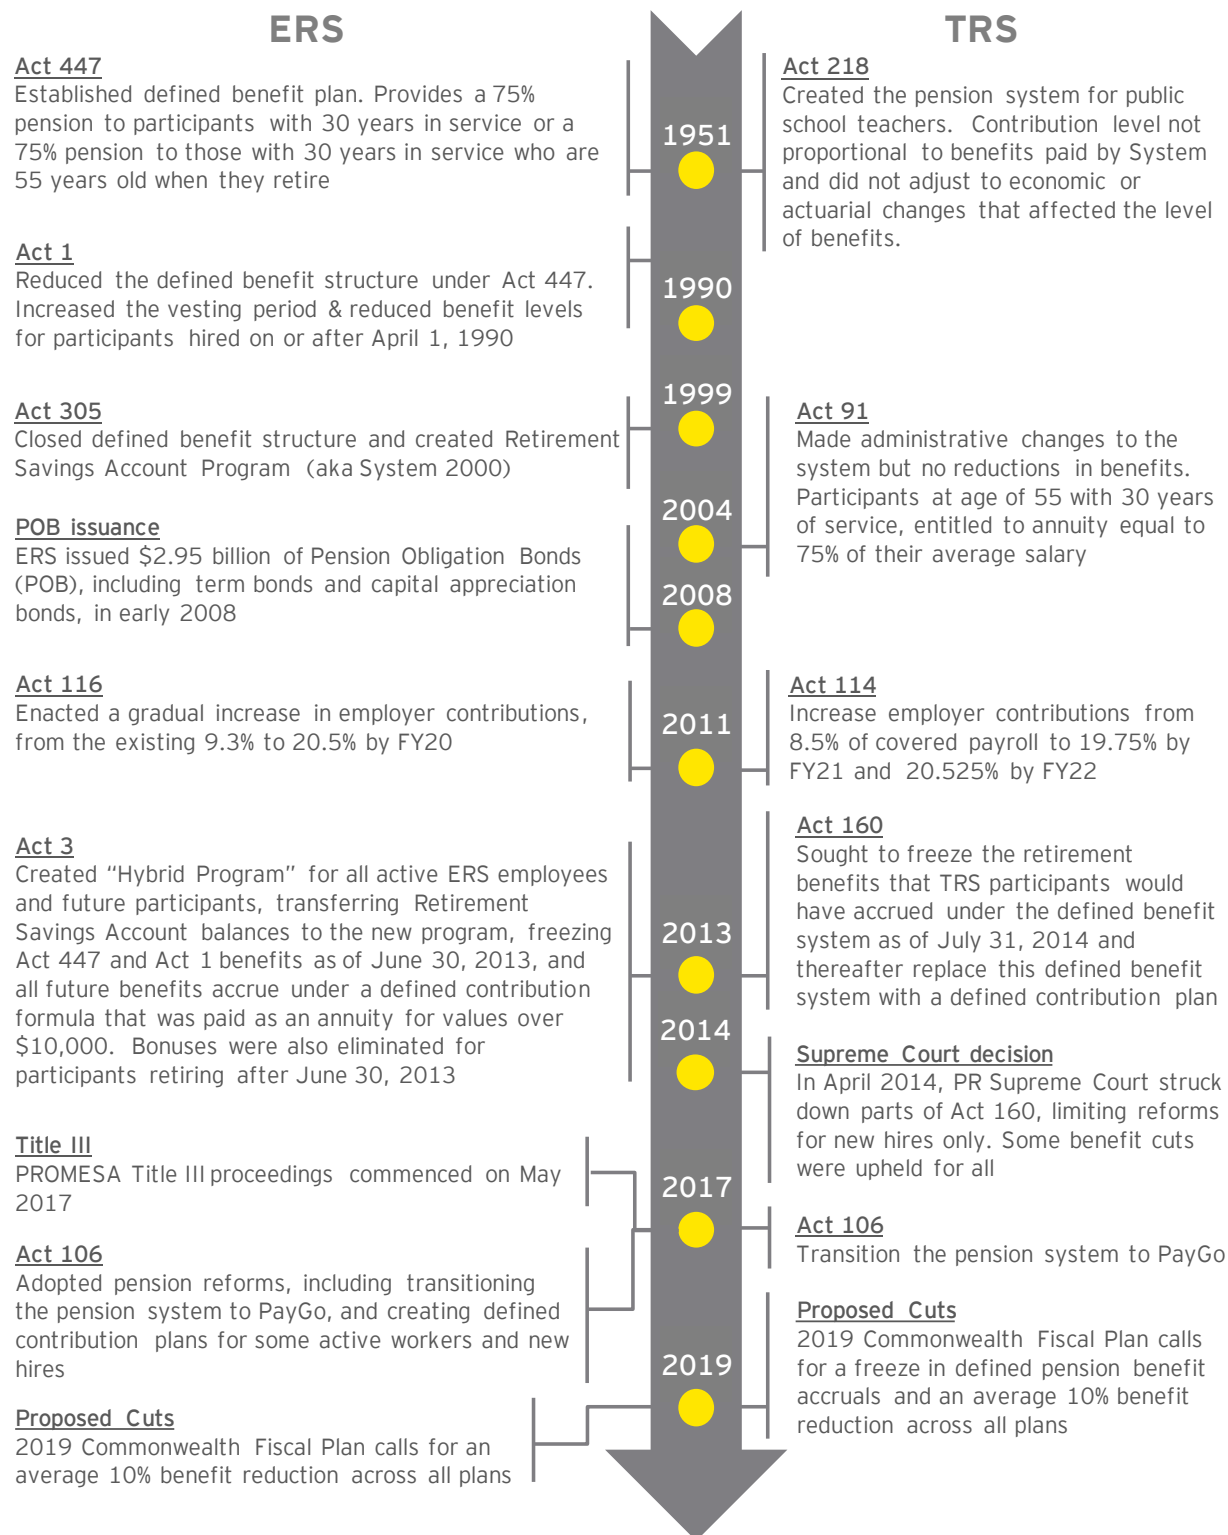 ERS
TRS
Act 447
Established defined benefit plan. Provides a 75%
pension to participants with 30 years in service or a
75% pension to those with 30 years in service who are
55 years old when they retire
1951
Act 218
Created the pension system for public
school teachers. Contribution level not
proportional to benefits paid by System
and did not adjust to economic or
actuarial changes that affected the level
of benefits.
Act 1
Reduced the defined benefit structure under Act 447.
Increased the vesting period & reduced benefit levels
for participants hired on or after April 1, 1990
1990
1999
Act 305
Closed defined benefit structure and created Retirement
Savings Account Program (aka System 2000)
Act 91
Made administrative changes to the
system but no reductions in benefits.
Participants at age of 55 with 30 years
of service, entitled to annuity equal to
75% of their average salary
2004
POB issuance
ERS issued $2.95 billion of Pension Obligation Bonds
(POB), including term bonds and capital appreciation
bonds, in early 2008
2008
Act 116
Enacted a gradual increase in employer contributions,
from the existing 9.3% to 20.5% by FY20
2011
Act 114
Increase employer contributions from
8.5% of covered payroll to 19.75% by
FY21 and 20.525% by FY22
Act 3
Created “Hybrid Program” for all active ERS employees
and future participants, transferring Retirement
Savings Account balances to the new program, freezing
Act 447 and Act 1 benefits as of June 30, 2013, and
all future benefits accrue under a defined contribution
formula that was paid as an annuity for values over
$10,000. Bonuses were also eliminated for
participants retiring after June 30, 2013
2013
Act 160
Sought to freeze the retirement
benefits that TRS participants would
have accrued under the defined benefit
system as of July 31, 2014 and
thereafter replace this defined benefit
system with a defined contribution plan
2014
Supreme Court decision
In April 2014, PR Supreme Court struck
down parts of Act 160, limiting reforms
for new hires only. Some benefit cuts
were upheld for all
Title III
PROMESA Title III proceedings commenced on May
2017
2017
Act 106
Adopted pension reforms, including transitioning
the pension system to PayGo, and creating defined
contribution plans for some active workers and new
hires
Act 106
Transition the pension system to PayGo
2019
Proposed Cuts
2019 Commonwealth Fiscal Plan calls for an
average 10% benefit reduction across all plans
Proposed Cuts
2019 Commonwealth Fiscal Plan calls
for a freeze in defined pension benefit
accruals and an average 10% benefit
reduction across all plans